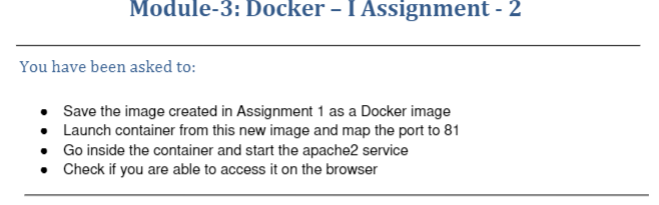 Module-3: Docker – I Assignment - 2
You have been asked to:
• Save the image created in Assignment 1 as a Docker image
• Launch container from this new image and map the port to 81
• Go inside the container and start the apache2 service
• Check if you are able to access it on the browser